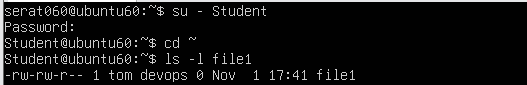 serat060@ubuntu60:~$ su - Student
Password:
Student@ubuntu60:~$ cd ~
Student@ubuntu60:~$ ls -l file1
-rw-rw-r-- 1 tom devops 0 Nov  1 17:41 file1